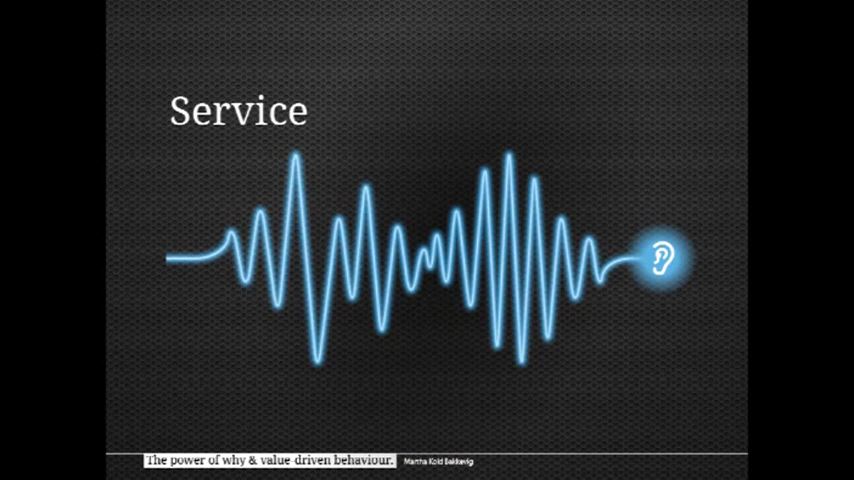 Service
The power of why & value-driven behaviour.
Martha Kold Bakkevig